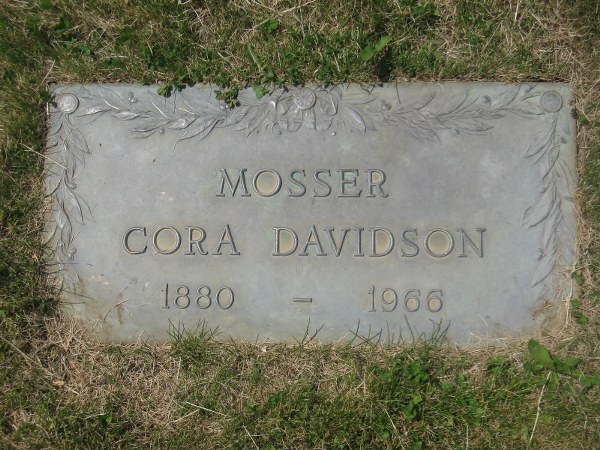 MOSSER
CORA DAVIDSON
1880 – 1966